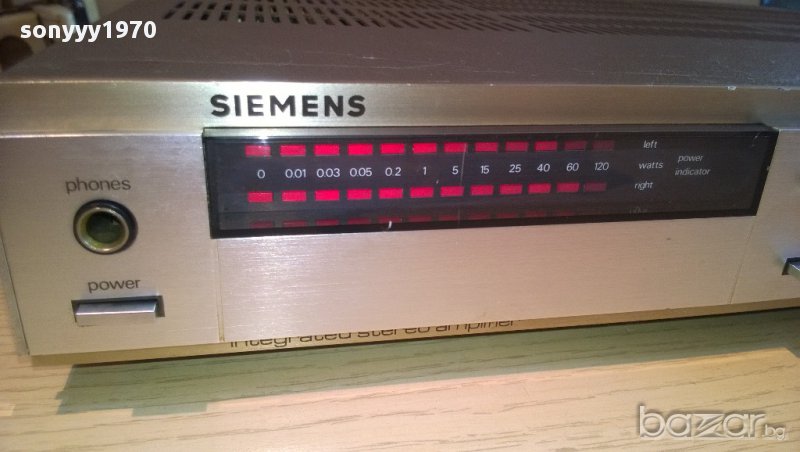 sonyyy1970
SIEMENS
phones
power
left
0 0.01 0.03 0.05 0.2 1 5 15 25 40 60 120 watts
power indicator
right
integrated stereo amplifier
bazar.bg